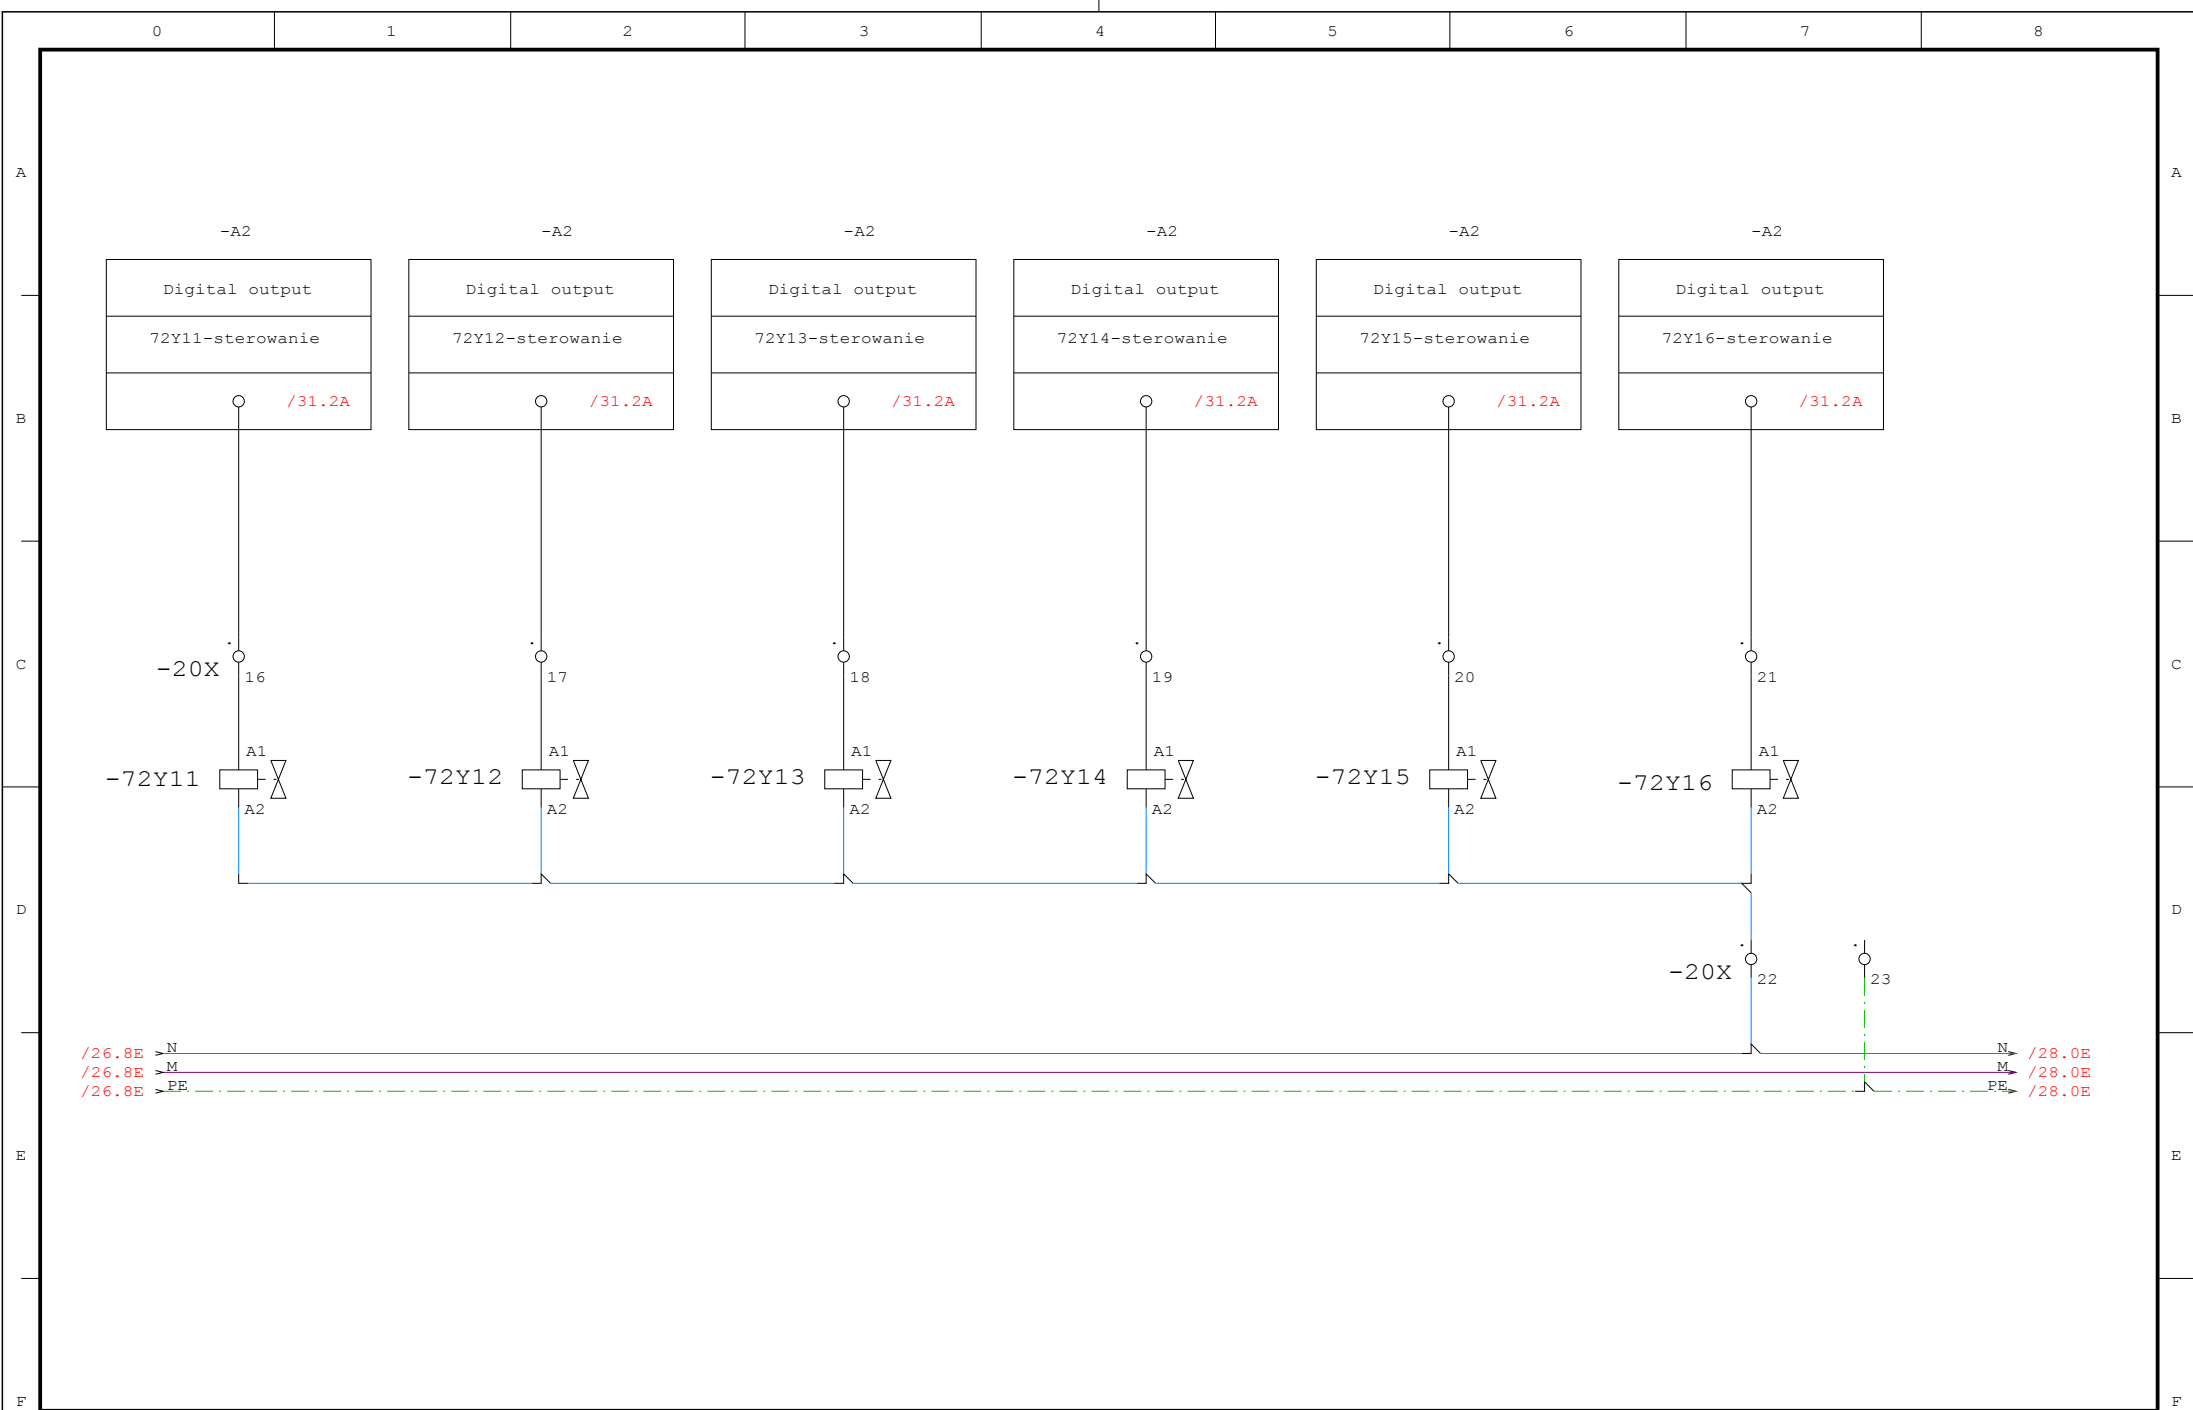 0 1 2 3 4 5 6 7 8
A A
-A2 -A2 -A2 -A2 -A2 -A2
Digital output Digital output Digital output Digital output Digital output Digital output
72Y11-sterowanie 72Y12-sterowanie 72Y13-sterowanie 72Y14-sterowanie 72Y15-sterowanie 72Y16-sterowanie
/31.2A /31.2A /31.2A /31.2A /31.2A /31.2A
B B
C -20X 16 17 18 19 20 21 C
A1 A1 A1 A1 A1 A1
-72Y11 -72Y12 -72Y13 -72Y14 -72Y15 -72Y16
A2 A2 A2 A2 A2 A2
D D
-20X 22 23
/26.8E N N /28.0E
/26.8E M M /28.0E
/26.8E PE PE /28.0E
E E
F F